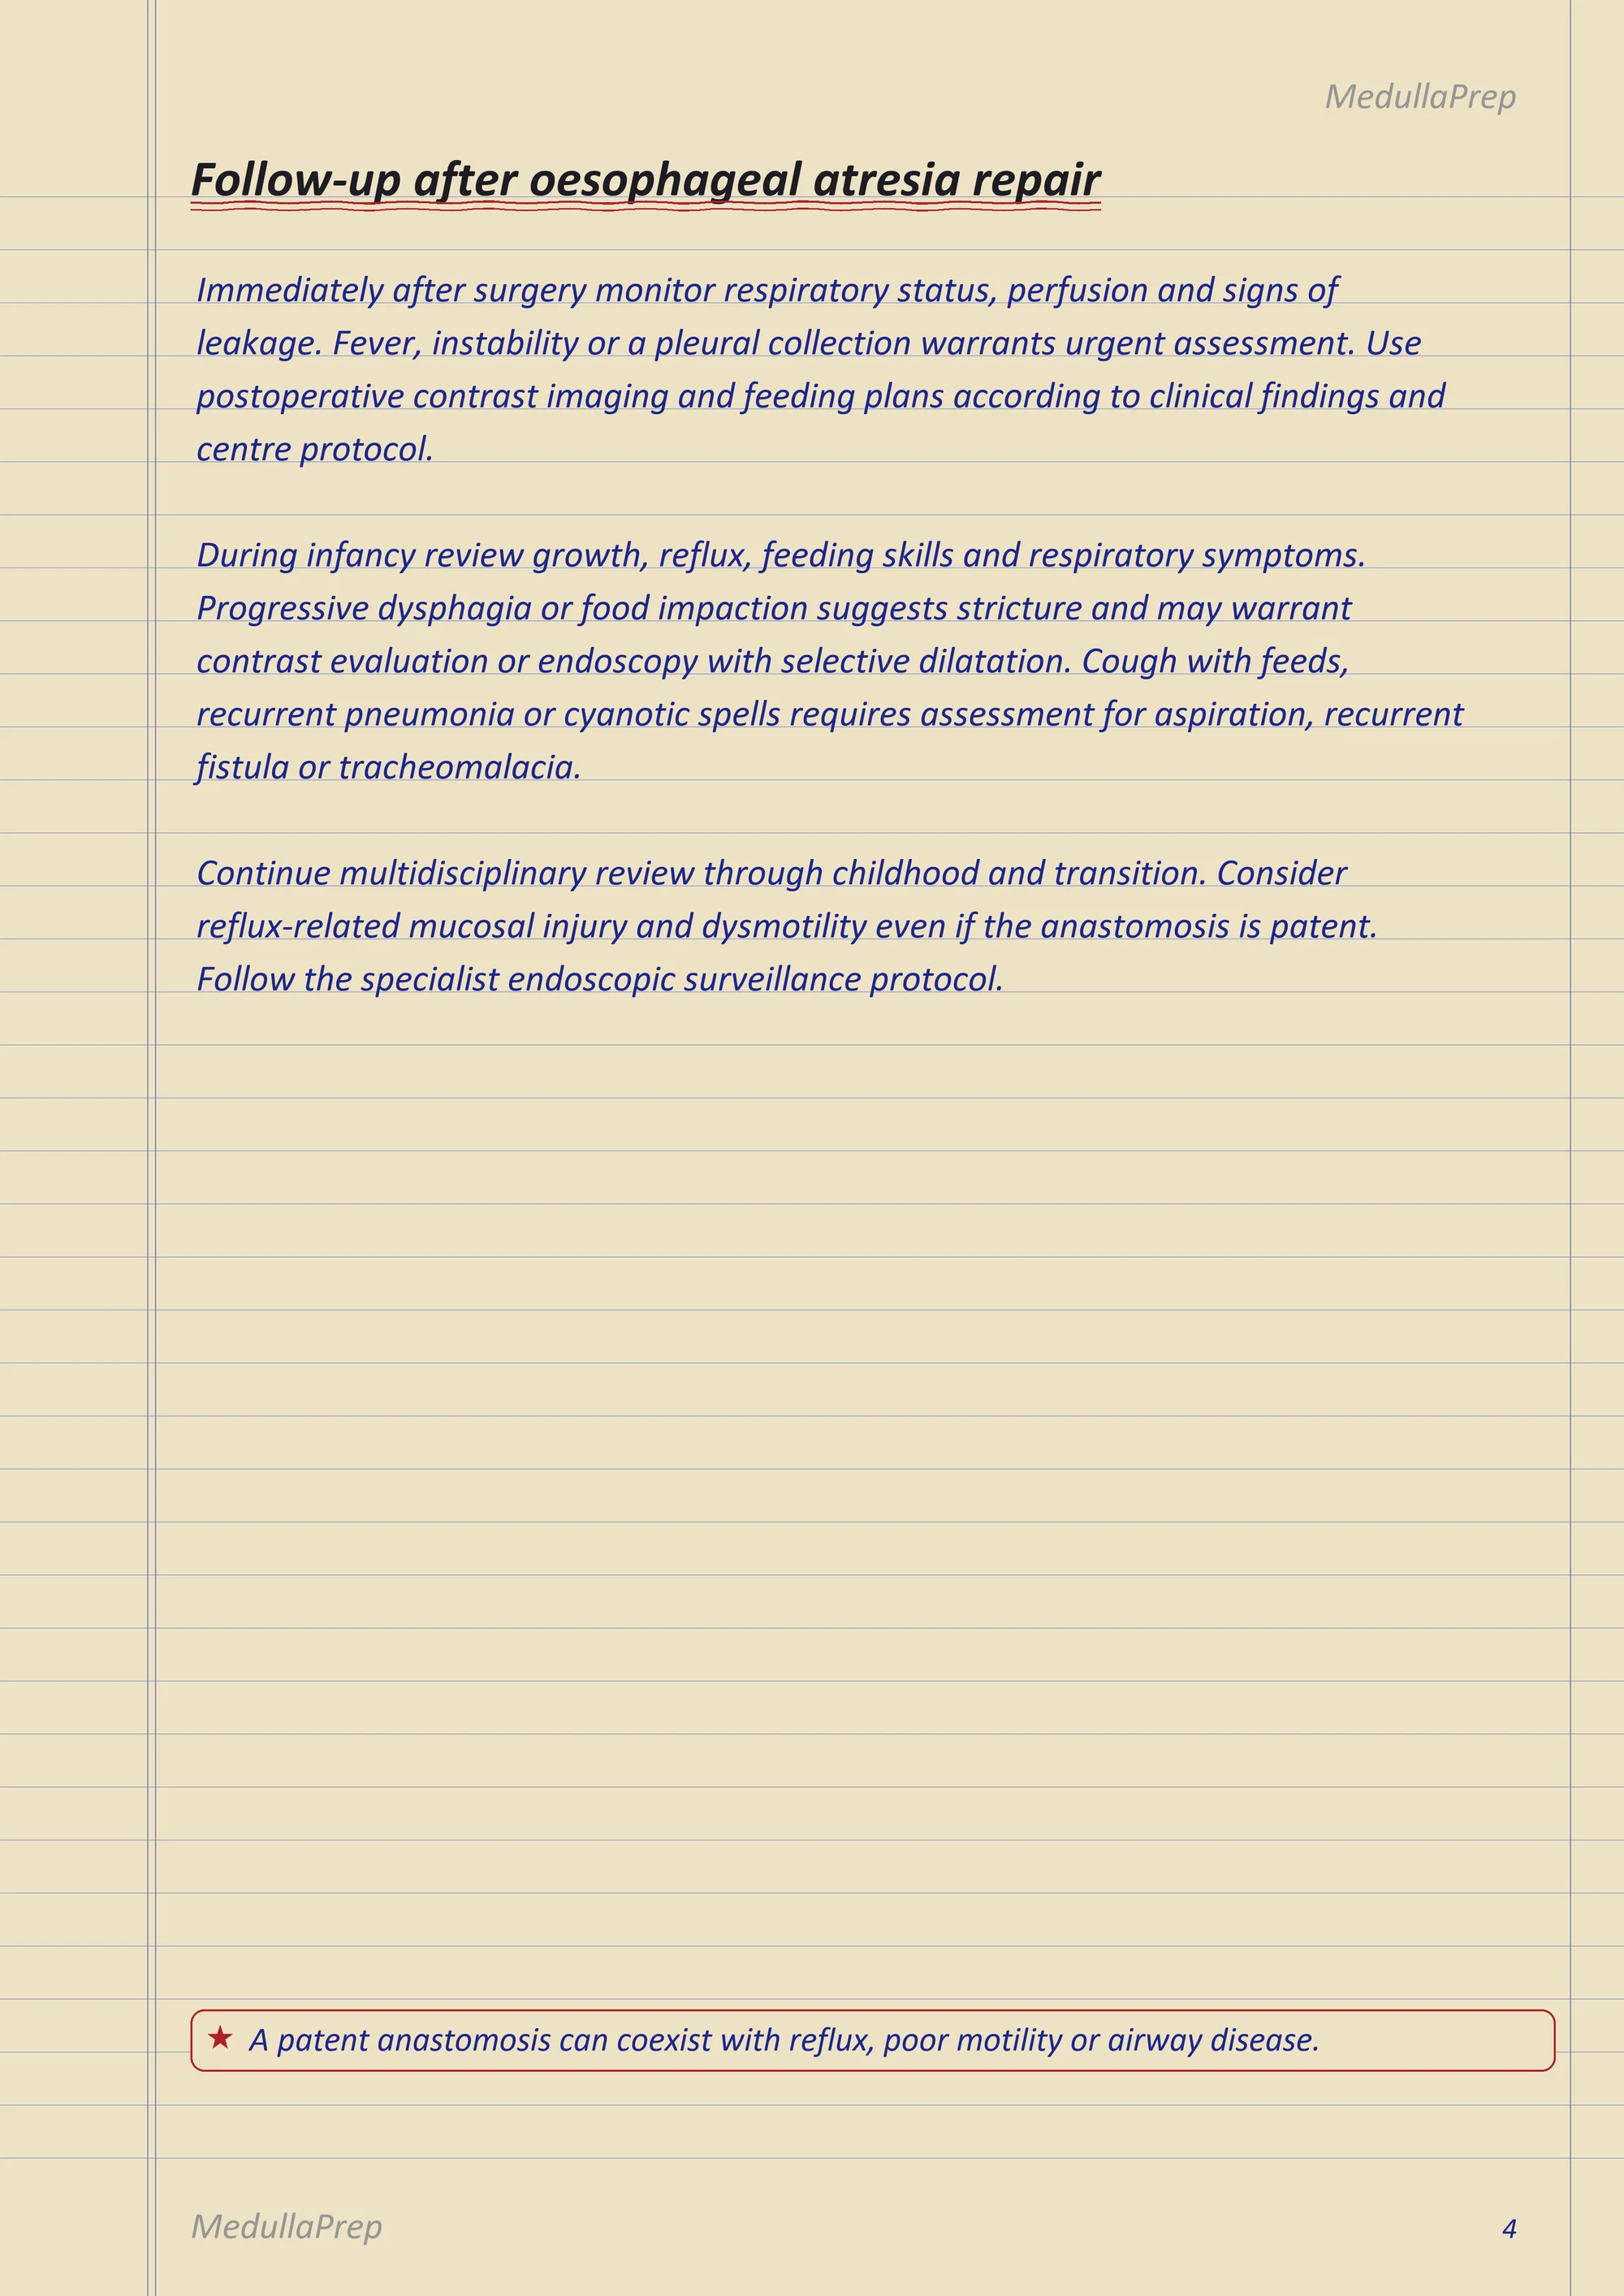 MedullaPrep
Follow-up after oesophageal atresia repair
Immediately after surgery monitor respiratory status, perfusion and signs of
leakage. Fever, instability or a pleural collection warrants urgent assessment. Use
postoperative contrast imaging and feeding plans according to clinical findings and
centre protocol.
During infancy review growth, reflux, feeding skills and respiratory symptoms.
Progressive dysphagia or food impaction suggests stricture and may warrant
contrast evaluation or endoscopy with selective dilatation. Cough with feeds,
recurrent pneumonia or cyanotic spells requires assessment for aspiration, recurrent
fistula or tracheomalacia.
Continue multidisciplinary review through childhood and transition. Consider
reflux-related mucosal injury and dysmotility even if the anastomosis is patent.
Follow the specialist endoscopic surveillance protocol.
★ A patent anastomosis can coexist with reflux, poor motility or airway disease.
MedullaPrep
4